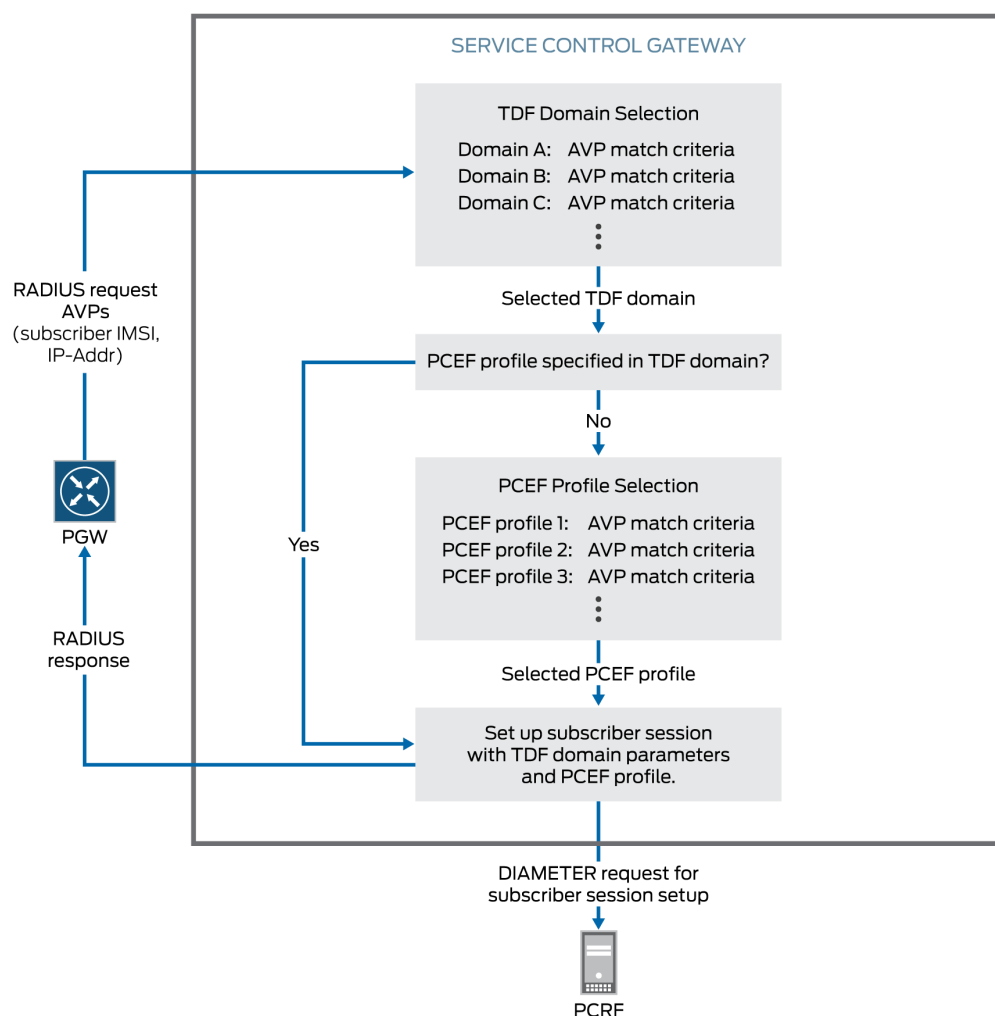 SERVICE CONTROL GATEWAY
TDF Domain Selection
Domain A: AVP match criteria
Domain B: AVP match criteria
Domain C: AVP match criteria
RADIUS request
AVPs
(subscriber IMSI,
IP-Addr)
Selected TDF domain
PCEF profile specified in TDF domain?
No
PCEF Profile Selection
PCEF profile 1: AVP match criteria
PCEF profile 2: AVP match criteria
PCEF profile 3: AVP match criteria
PGW
Yes
RADIUS
response
Selected PCEF profile
Set up subscriber session
with TDF domain parameters
and PCEF profile.
DIAMETER request for
subscriber session setup
PCRF